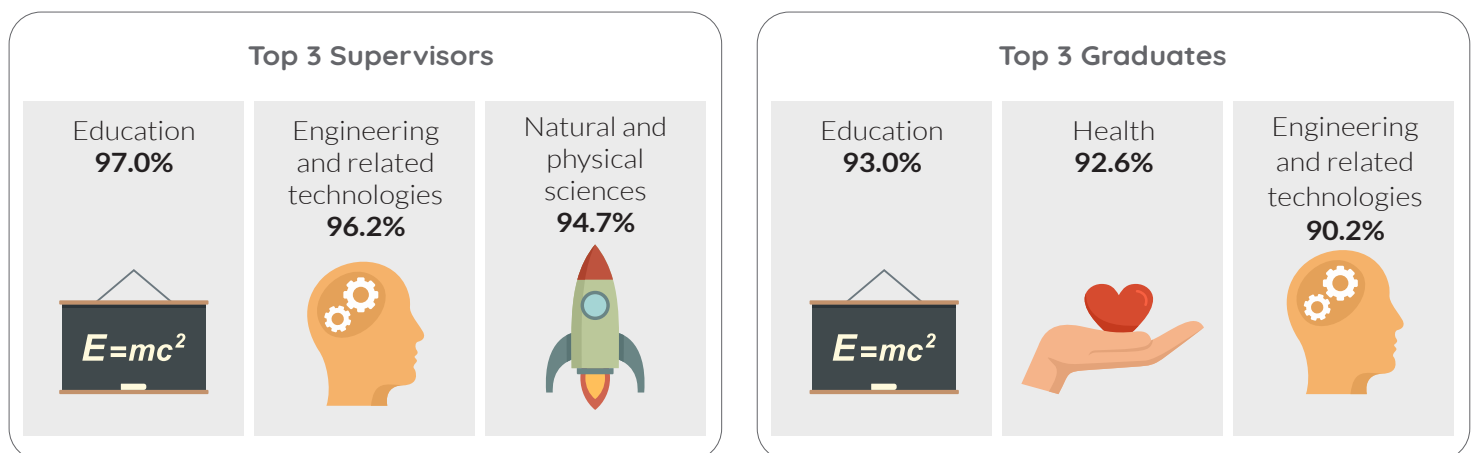 Top 3 Supervisors
Education
97.0%
E=mc²
Engineering
and related
technologies
96.2%
Natural and
physical
sciences
94.7%
Top 3 Graduates
Education
93.0%
E=mc²
Health
92.6%
Engineering
and related
technologies
90.2%